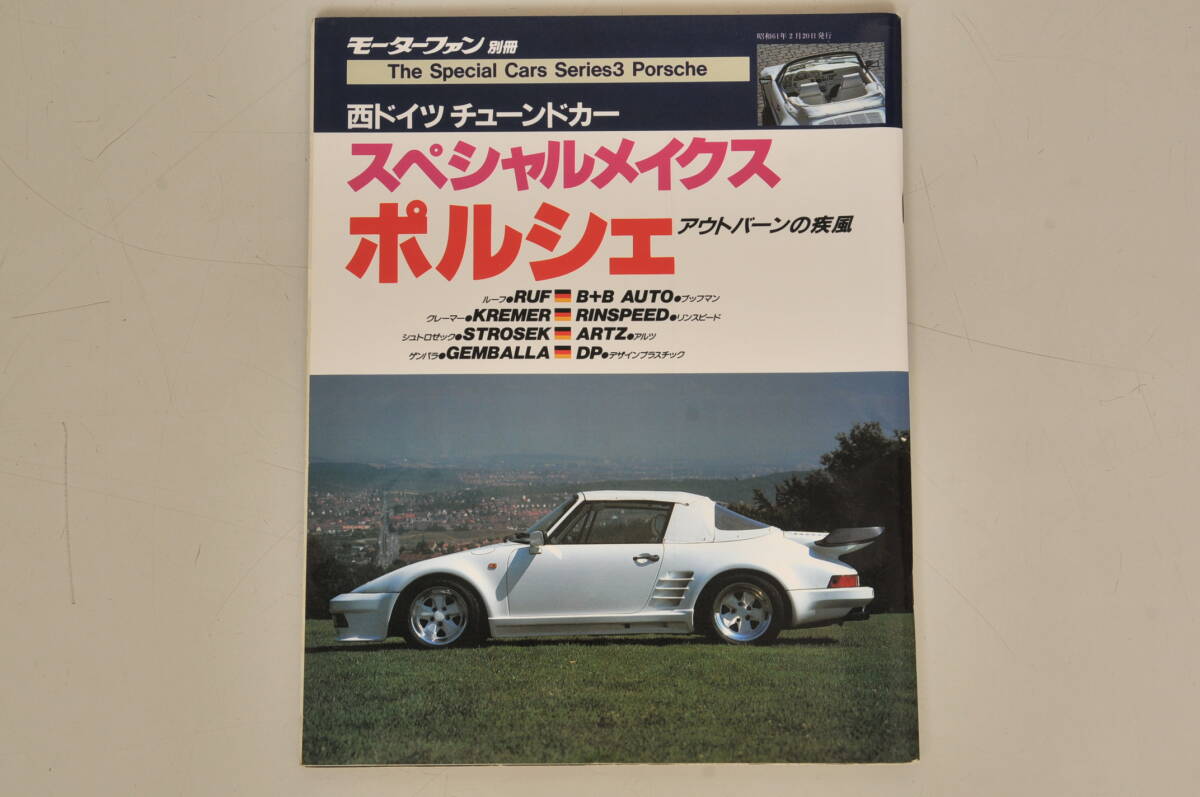 モーターファン 別冊
昭和61年2月20日発行
The Special Cars Series3 Porsche
西ドイツ チューンドカー
スペシャルメイクス
ポルシェ アウトバーンの疾風
ルーフ●RUF B+B AUTO●ブッフマン
クレーマー●KREMER RINSPEED●リンスピード
シュトロゼック●STROSEK ARTZ●アルツ
ゲンバラ●GEMBALLA DP●デザインプラスチック